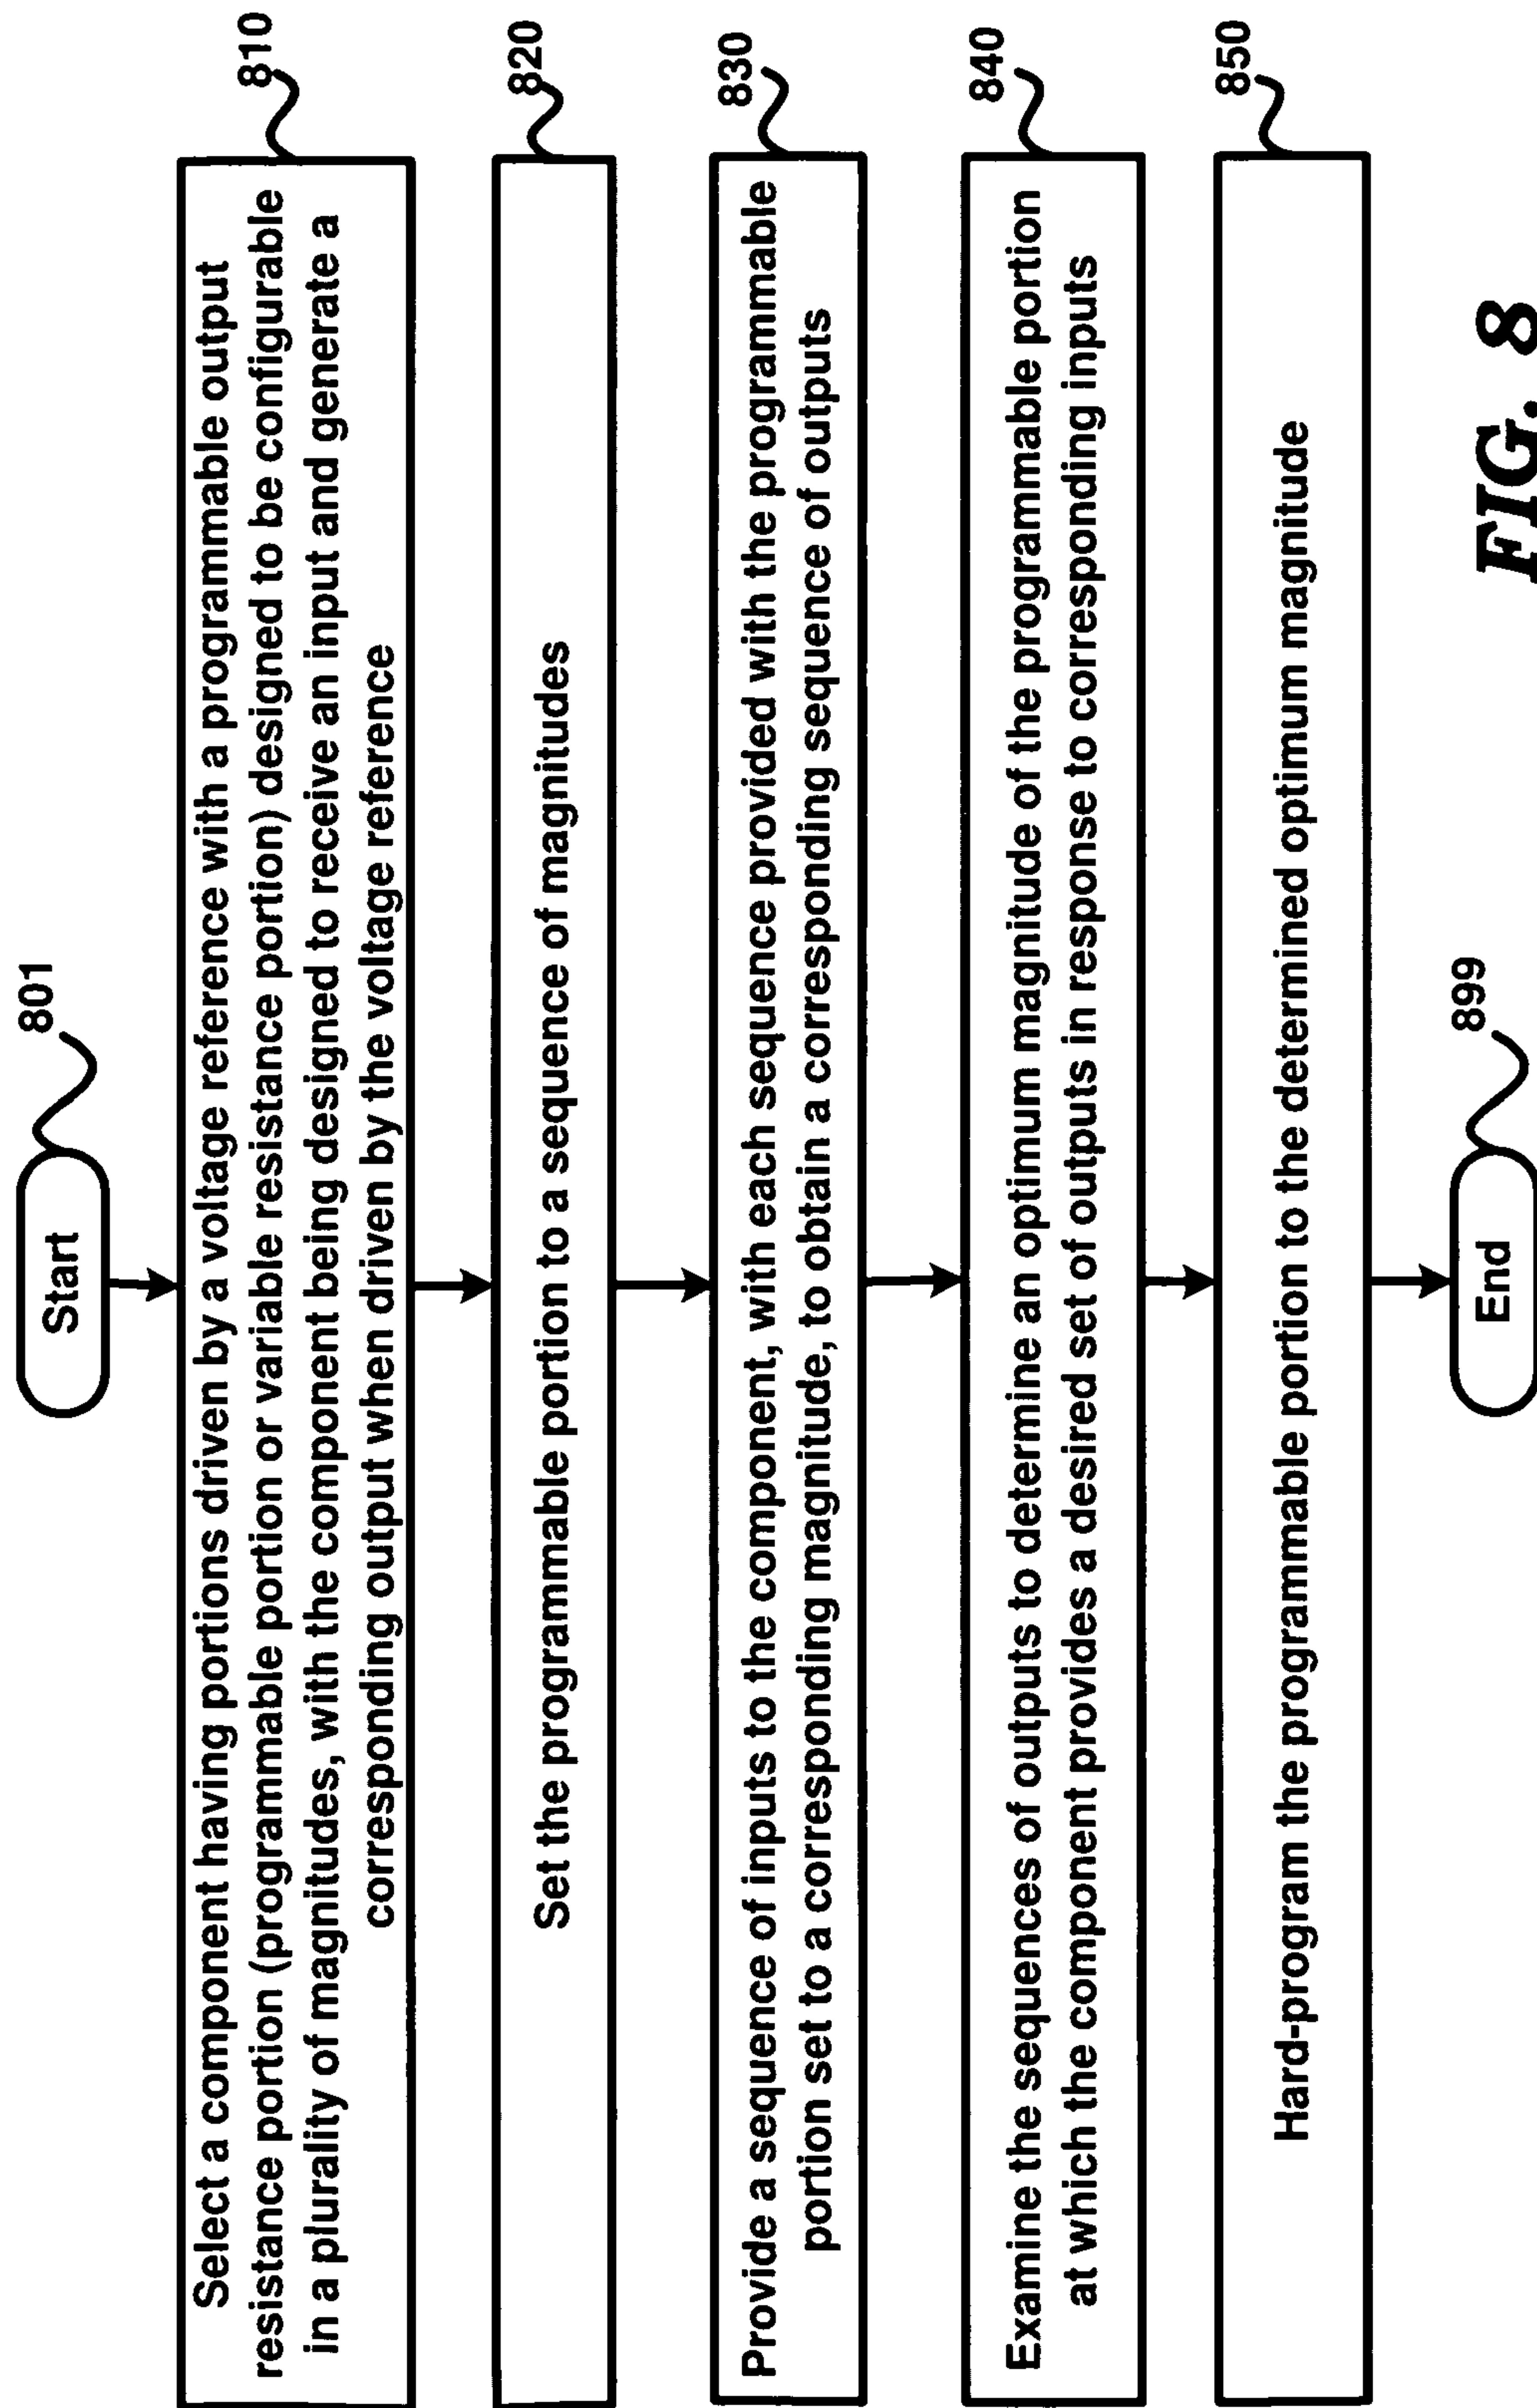 801
Start
Select a component having portions driven by a voltage reference with a programmable output
resistance portion (programmable portion or variable resistance portion) designed to be configurable
in a plurality of magnitudes, with the component being designed to receive an input and generate a
corresponding output when driven by the voltage reference
810
Set the programmable portion to a sequence of magnitudes
820
Provide a sequence of inputs to the component, with each sequence provided with the programmable
portion set to a corresponding magnitude, to obtain a corresponding sequence of outputs
830
Examine the sequences of outputs to determine an optimum magnitude of the programmable portion
at which the component provides a desired set of outputs in response to corresponding inputs
840
Hard-program the programmable portion to the determined optimum magnitude
850
End
899
FIG. 8